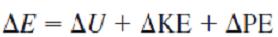 ΔE = ΔU + ΔKE + ΔPE